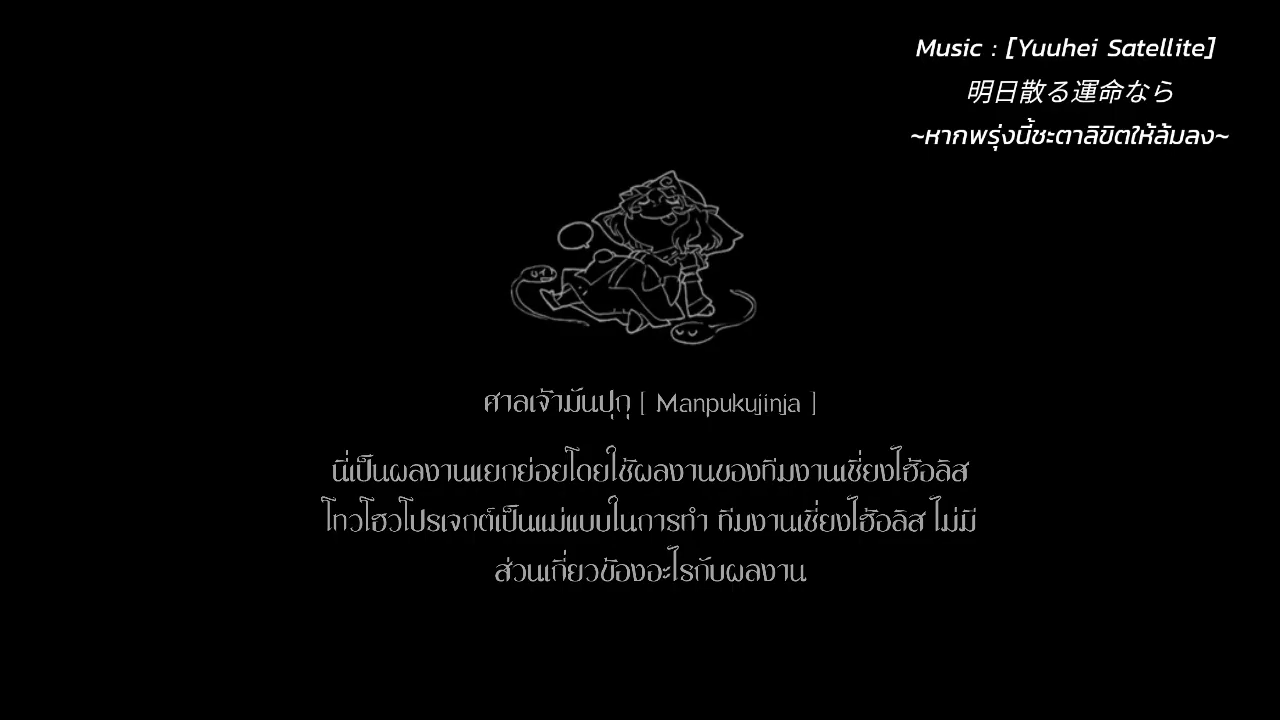 Music : [Yuuhei Satellite]
明日散る運命なら
~หากพรุ่งนี้ชะตาลิขิตให้ล้มลง~
ศาลเจ้ามันปุกุ [ Manpukujinja ]
นี่เป็นผลงานแยกย่อยโดยใช้ผลงานของทีมงานเซี่ยงไฮ้อลิส
โทวโฮวโปรเจกต์เป็นแม่แบบในการทำ ทีมงานเซี่ยงไฮ้อลิส ไม่มี
ส่วนเกี่ยวข้องอะไรกับผลงาน